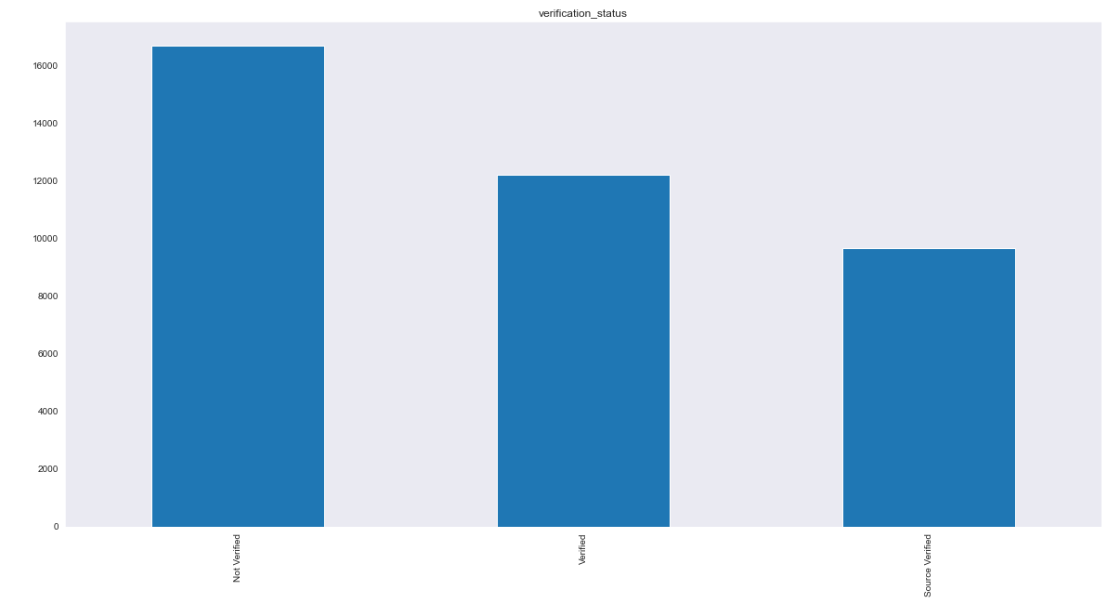 verification_status
16000
14000
12000
10000
8000
6000
4000
2000
0
Not Verified
Verified
Source Verified